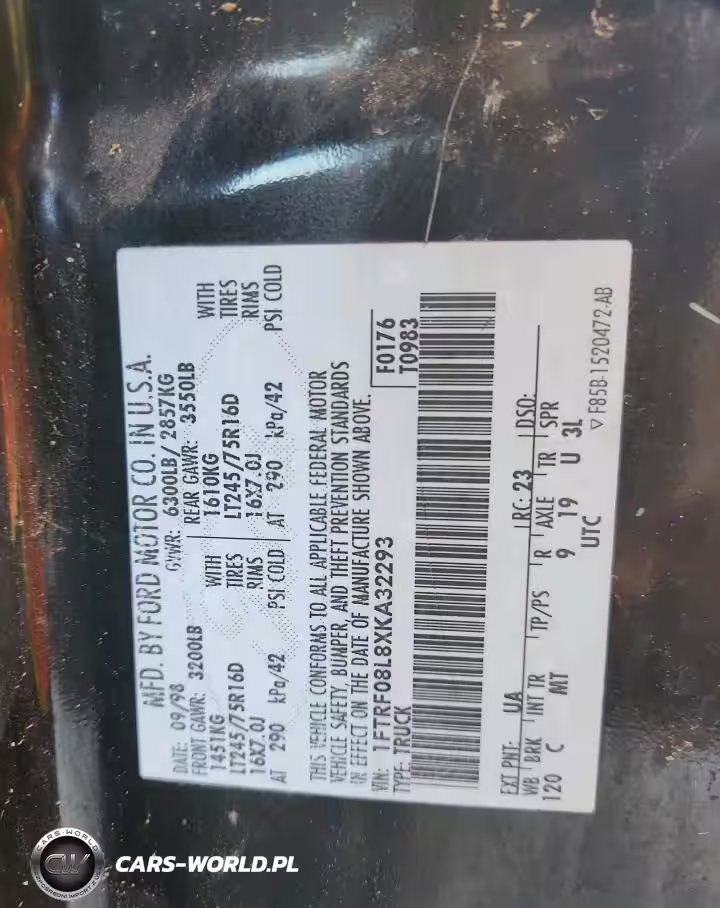 MFD. BY FORD MOTOR CO. IN U.S.A.
DATE: 09/98 GVWR: 6300LB/ 2857KG
FRONT GAWR: 3200LB REAR GAWR: 3550LB
1451KG WITH 1610KG WITH
LT245/75R16D TIRES LT245/75R16D TIRES
16X7.0J RIMS 16X7.0J RIMS
AT 290 kPa/42 PSI COLD AT 290 kPa/42 PSI COLD
THIS VEHICLE CONFORMS TO ALL APPLICABLE FEDERAL MOTOR
VEHICLE SAFETY, BUMPER, AND THEFT PREVENTION STANDARDS
IN EFFECT ON THE DATE OF MANUFACTURE SHOWN ABOVE.
VIN: 1FTRF08L8XKA32293 F0176
TYPE: TRUCK T0983
EXT PNT: UA RC: 23 DSO:
WB BRK INT TR TP/PS R AXLE TR SPR
120 C MT 9 19 U 3L
UTC
▽ F85B-1520472-AB
CARS-WORLD
CW
CARS-WORLD.PL